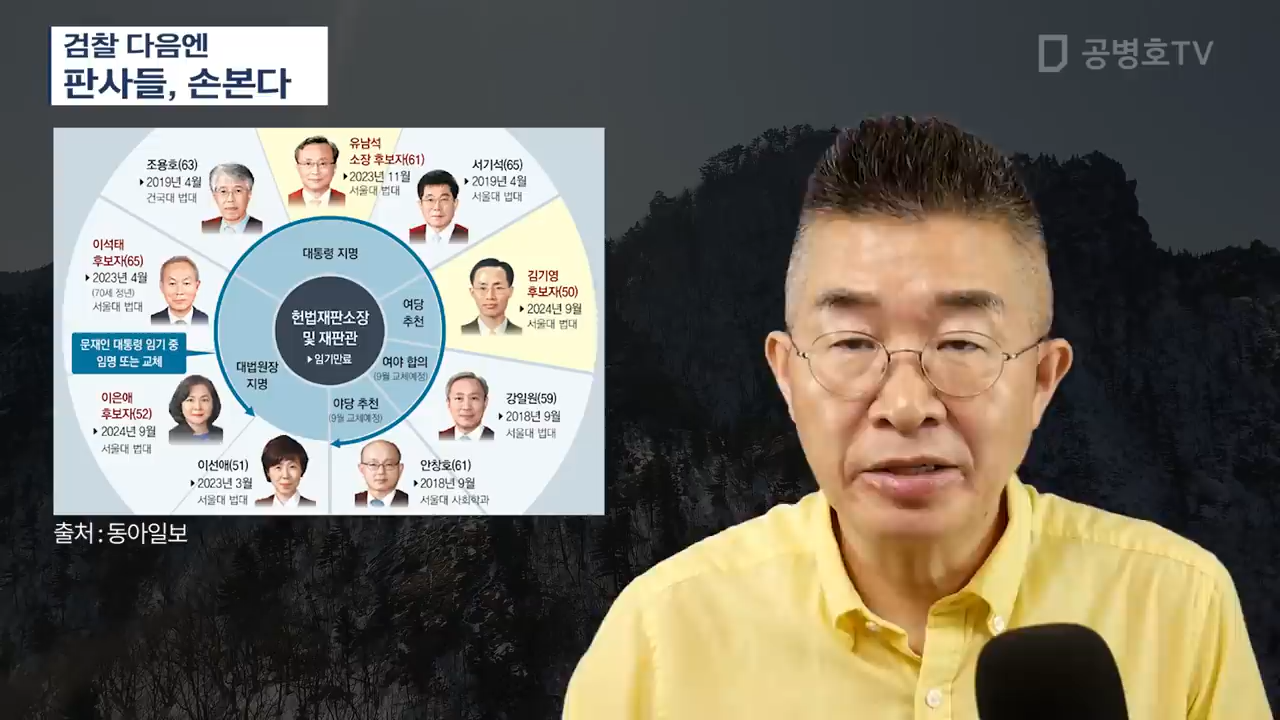 검찰 다음엔
판사들, 손본다
공병호TV
조용호(63)
2019년 4월
건국대 법대
유남석
소장 후보자(61)
2023년 11월
서울대 법대
서기석(65)
2019년 4월
서울대 법대
이석태
후보자(65)
2023년 4월
(70세 정년)
서울대 법대
대통령 지명
김기영
후보자(50)
2024년 9월
서울대 법대
헌법재판소장
및 재판관
임기만료
여당
추천
문재인 대통령 임기 중
임명 또는 교체
대법원장
지명
여야 합의
(9월 교체예정)
야당 추천
(9월 교체예정)
이은애
후보자(52)
2024년 9월
서울대 법대
강일원(59)
2018년 9월
서울대 법대
이선애(51)
2023년 3월
서울대 법대
안창호(61)
2018년 9월
서울대 사회학과
출처 : 동아일보